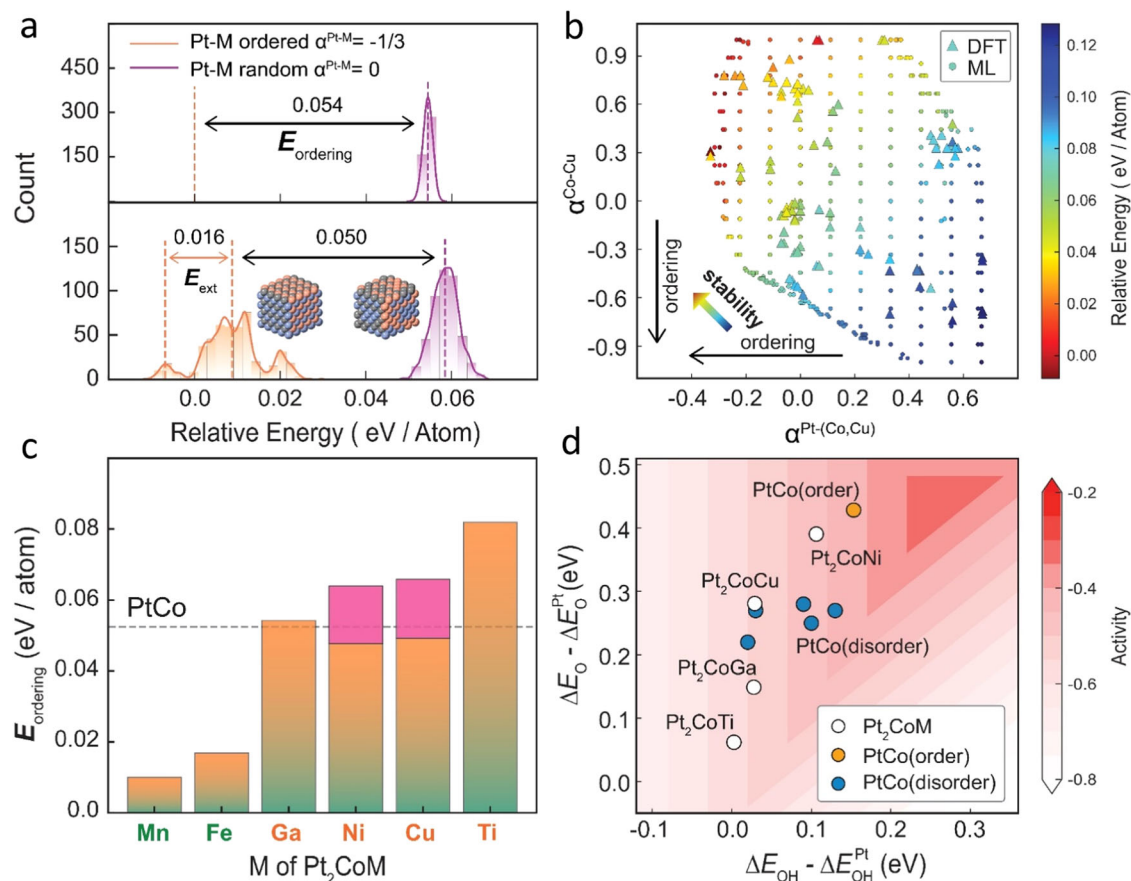 a
Pt-M ordered α^Pt-M= -1/3
Pt-M random α^Pt-M= 0
450
300
150
0.054
E_ordering
Count
150
100
50
0
0.016
E_ext
0.050
0.0
0.02
0.04
0.06
Relative Energy ( eV / Atom)
b
DFT
ML
0.9
0.6
0.3
0.0
-0.3
-0.6
-0.9
α^Co-Cu
ordering
stability
ordering
-0.4
-0.2
0.0
0.2
0.4
0.6
α^Pt-(Co,Cu)
0.12
0.10
0.08
0.06
0.04
0.02
0.00
Relative Energy ( eV / Atom)
c
0.08
0.06
0.04
0.02
0.0
E_ordering (eV / atom)
PtCo
Mn
Fe
Ga
Ni
Cu
Ti
M of Pt₂CoM
d
0.5
0.4
0.3
0.2
0.1
0.0
ΔE_O - ΔE_O^Pt (eV)
PtCo(order)
Pt₂CoNi
Pt₂CoCu
PtCo(disorder)
Pt₂CoGa
Pt₂CoTi
Pt₂CoM
PtCo(order)
PtCo(disorder)
-0.1
0.0
0.1
0.2
0.3
ΔE_OH - ΔE_OH^Pt (eV)
-0.2
-0.4
-0.6
-0.8
Activity